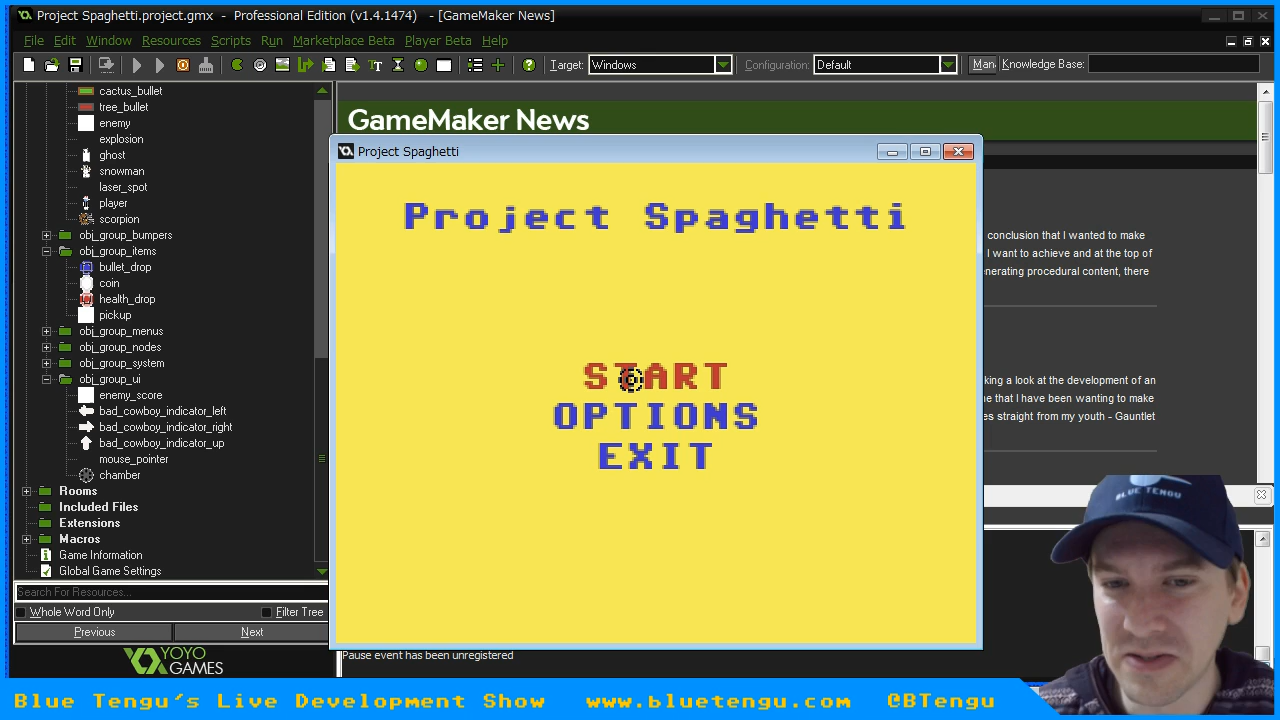 Project Spaghetti.project.gmx - Professional Edition (v1.4.1474) - [GameMaker News]
File Edit Window Resources Scripts Run Marketplace Beta Player Beta Help
Target: Windows Configuration: Default Man Knowledge Base:
cactus_bullet
tree_bullet
enemy
explosion
ghost
snowman
laser_spot
player
scorpion
obj_group_bumpers
obj_group_items
bullet_drop
coin
health_drop
pickup
obj_group_menus
obj_group_nodes
obj_group_system
obj_group_ui
enemy_score
bad_cowboy_indicator_left
bad_cowboy_indicator_right
bad_cowboy_indicator_up
mouse_pointer
chamber
Rooms
Included Files
Extensions
Macros
Game Information
Global Game Settings
Search For Resources...
Whole Word Only Filter Tree
Previous Next
YOYO
GAMES
GameMaker News
Project Spaghetti
Project Spaghetti
START
OPTIONS
EXIT
conclusion that I wanted to make
I want to achieve and at the top of
nerating procedural content, there
king a look at the development of an
me that I have been wanting to make
es straight from my youth - Gauntlet
Pause event has been unregistered
BLUE TENGU
Blue Tengu's Live Development Show www.bluetengu.com @BTengu